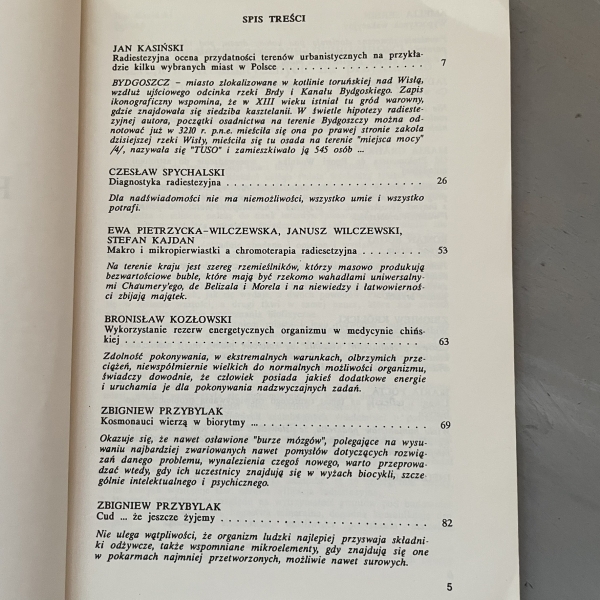 SPIS TREŚCI
JAN KASIŃSKI
Radiestezyjna ocena przydatności terenów urbanistycznych na przykła-
dzie kilku wybranych miast w Polsce . . . . . . . . . . . . . . . . . . 7
BYDGOSZCZ – miasto zlokalizowane w kotlinie toruńskiej nad Wisłą,
wzdłuż ujściowego odcinka rzeki Brdy i Kanału Bydgoskiego. Zapis
ikonograficzny wspomina, że w XIII wieku istniał tu gród warowny,
gdzie znajdowała się siedziba kasztelanii. W świetle hipotezy radieste-
zyjnej autora, początki osadnictwa na terenie Bydgoszczy można od-
notować już w 3210 r. p.n.e. mieściła się ona po prawej stronie zakola
dzisiejszej rzeki Wisły, mieściła się tu osada na terenie "miejsca mocy"
/4/, nazywała się "TUSO" i zamieszkiwało ją 545 osób ...
CZESŁAW SPYCHALSKI
Diagnostyka radiestezyjna . . . . . . . . . . . . . . . . . . . . . . . . 26
Dla nadświadomości nie ma niemożliwości, wszystko umie i wszystko
potrafi.
EWA PIETRZYCKA-WILCZEWSKA, JANUSZ WILCZEWSKI,
STEFAN KAJDAN
Makro i mikropierwiastki a chromoterapia radiesetzyjna . . . . . . . . 53
Na terenie kraju jest szereg rzemieślników, którzy masowo produkują
bezwartościowe buble, które mają być rzekomo wahadłami uniwersalny-
mi Chaumery'ego, de Belizala i Morela i na niewiedzy i łatwowiernoś-
ci zbijają majątek.
BRONISŁAW KOZŁOWSKI
Wykorzystanie rezerw energetycznych organizmu w medycynie chińs-
kiej . . . . . . . . . . . . . . . . . . . . . . . . . . . . . . . . . . . . 63
Zdolność pokonywania, w ekstremalnych warunkach, olbrzymich prze-
ciążeń, niewspółmiernie wielkich do normalnych możliwości organizmu,
świadczy dowodnie, że człowiek posiada jakieś dodatkowe energie
i uruchamia je dla pokonywania nadzwyczajnych zadań.
ZBIGNIEW PRZYBYLAK
Kosmonauci wierzą w biorytmy ... . . . . . . . . . . . . . . . . . . . . 69
Okazuje się, że nawet osławione "burze mózgów", polegające na wysu-
waniu najbardziej zwariowanych nawet pomysłów dotyczących rozwią-
zań danego problemu, wynalezienia czegoś nowego, warto przeprowa-
dzać wtedy, gdy ich uczestnicy znajdują się w wyżach biocykli, szcze
gólnie intelektualnego i psychicznego.
ZBIGNIEW PRZYBYLAK
Cud ... że jeszcze żyjemy . . . . . . . . . . . . . . . . . . . . . . . . 82
Nie ulega wątpliwości, że organizm ludzki najlepiej przyswaja składni-
ki odżywcze, także wspomniane mikroelementy, gdy znajdują się one
w pokarmach najmniej przetworzonych, możliwie nawet surowych.
5